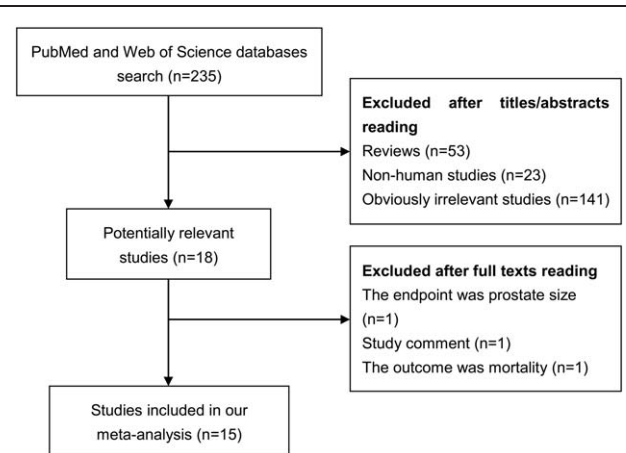 PubMed and Web of Science databases
search (n=235)
Excluded after titles/abstracts
reading
Reviews (n=53)
Non-human studies (n=23)
Obviously irrelevant studies (n=141)
Potentially relevant
studies (n=18)
Excluded after full texts reading
The endpoint was prostate size
(n=1)
Study comment (n=1)
The outcome was mortality (n=1)
Studies included in our
meta-analysis (n=15)